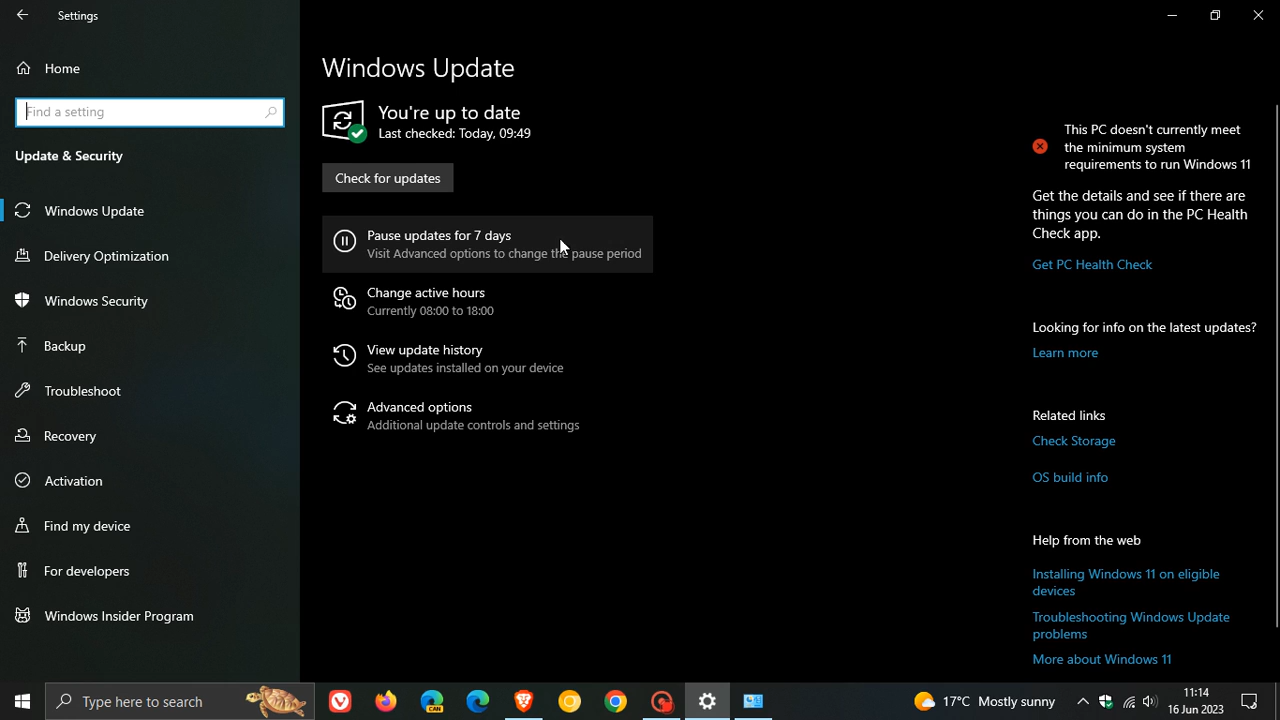 Settings
Home
Find a setting
Update & Security
Windows Update
Delivery Optimization
Windows Security
Backup
Troubleshoot
Recovery
Activation
Find my device
For developers
Windows Insider Program
Windows Update
You're up to date
Last checked: Today, 09:49
Check for updates
Pause updates for 7 days
Visit Advanced options to change the pause period
Change active hours
Currently 08:00 to 18:00
View update history
See updates installed on your device
Advanced options
Additional update controls and settings
This PC doesn't currently meet
the minimum system
requirements to run Windows 11
Get the details and see if there are
things you can do in the PC Health
Check app.
Get PC Health Check
Looking for info on the latest updates?
Learn more
Related links
Check Storage
OS build info
Help from the web
Installing Windows 11 on eligible
devices
Troubleshooting Windows Update
problems
More about Windows 11
Type here to search
CAN
17°C Mostly sunny
11:14
16 Jun 2023